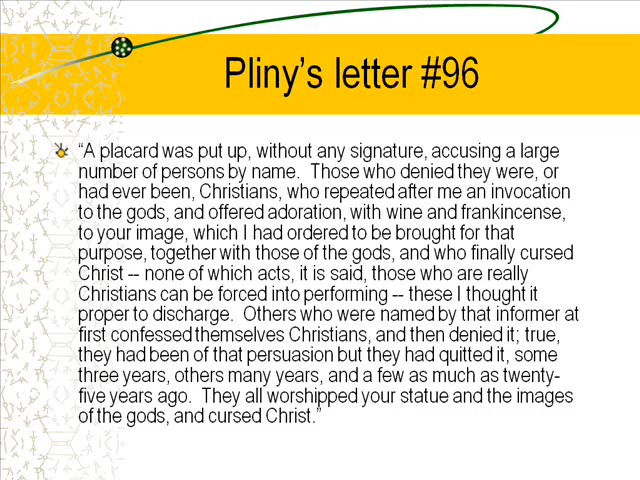 Pliny’s letter #96
“A placard was put up, without any signature, accusing a large
number of persons by name.  Those who denied they were, or
had ever been, Christians, who repeated after me an invocation
to the gods, and offered adoration, with wine and frankincense,
to your image, which I had ordered to be brought for that
purpose, together with those of the gods, and who finally cursed
Christ -- none of which acts, it is said, those who are really
Christians can be forced into performing -- these I thought it
proper to discharge.  Others who were named by that informer at
first confessed themselves Christians, and then denied it; true,
they had been of that persuasion but they had quitted it, some
three years, others many years, and a few as much as twenty-
five years ago.  They all worshipped your statue and the images
of the gods, and cursed Christ.”